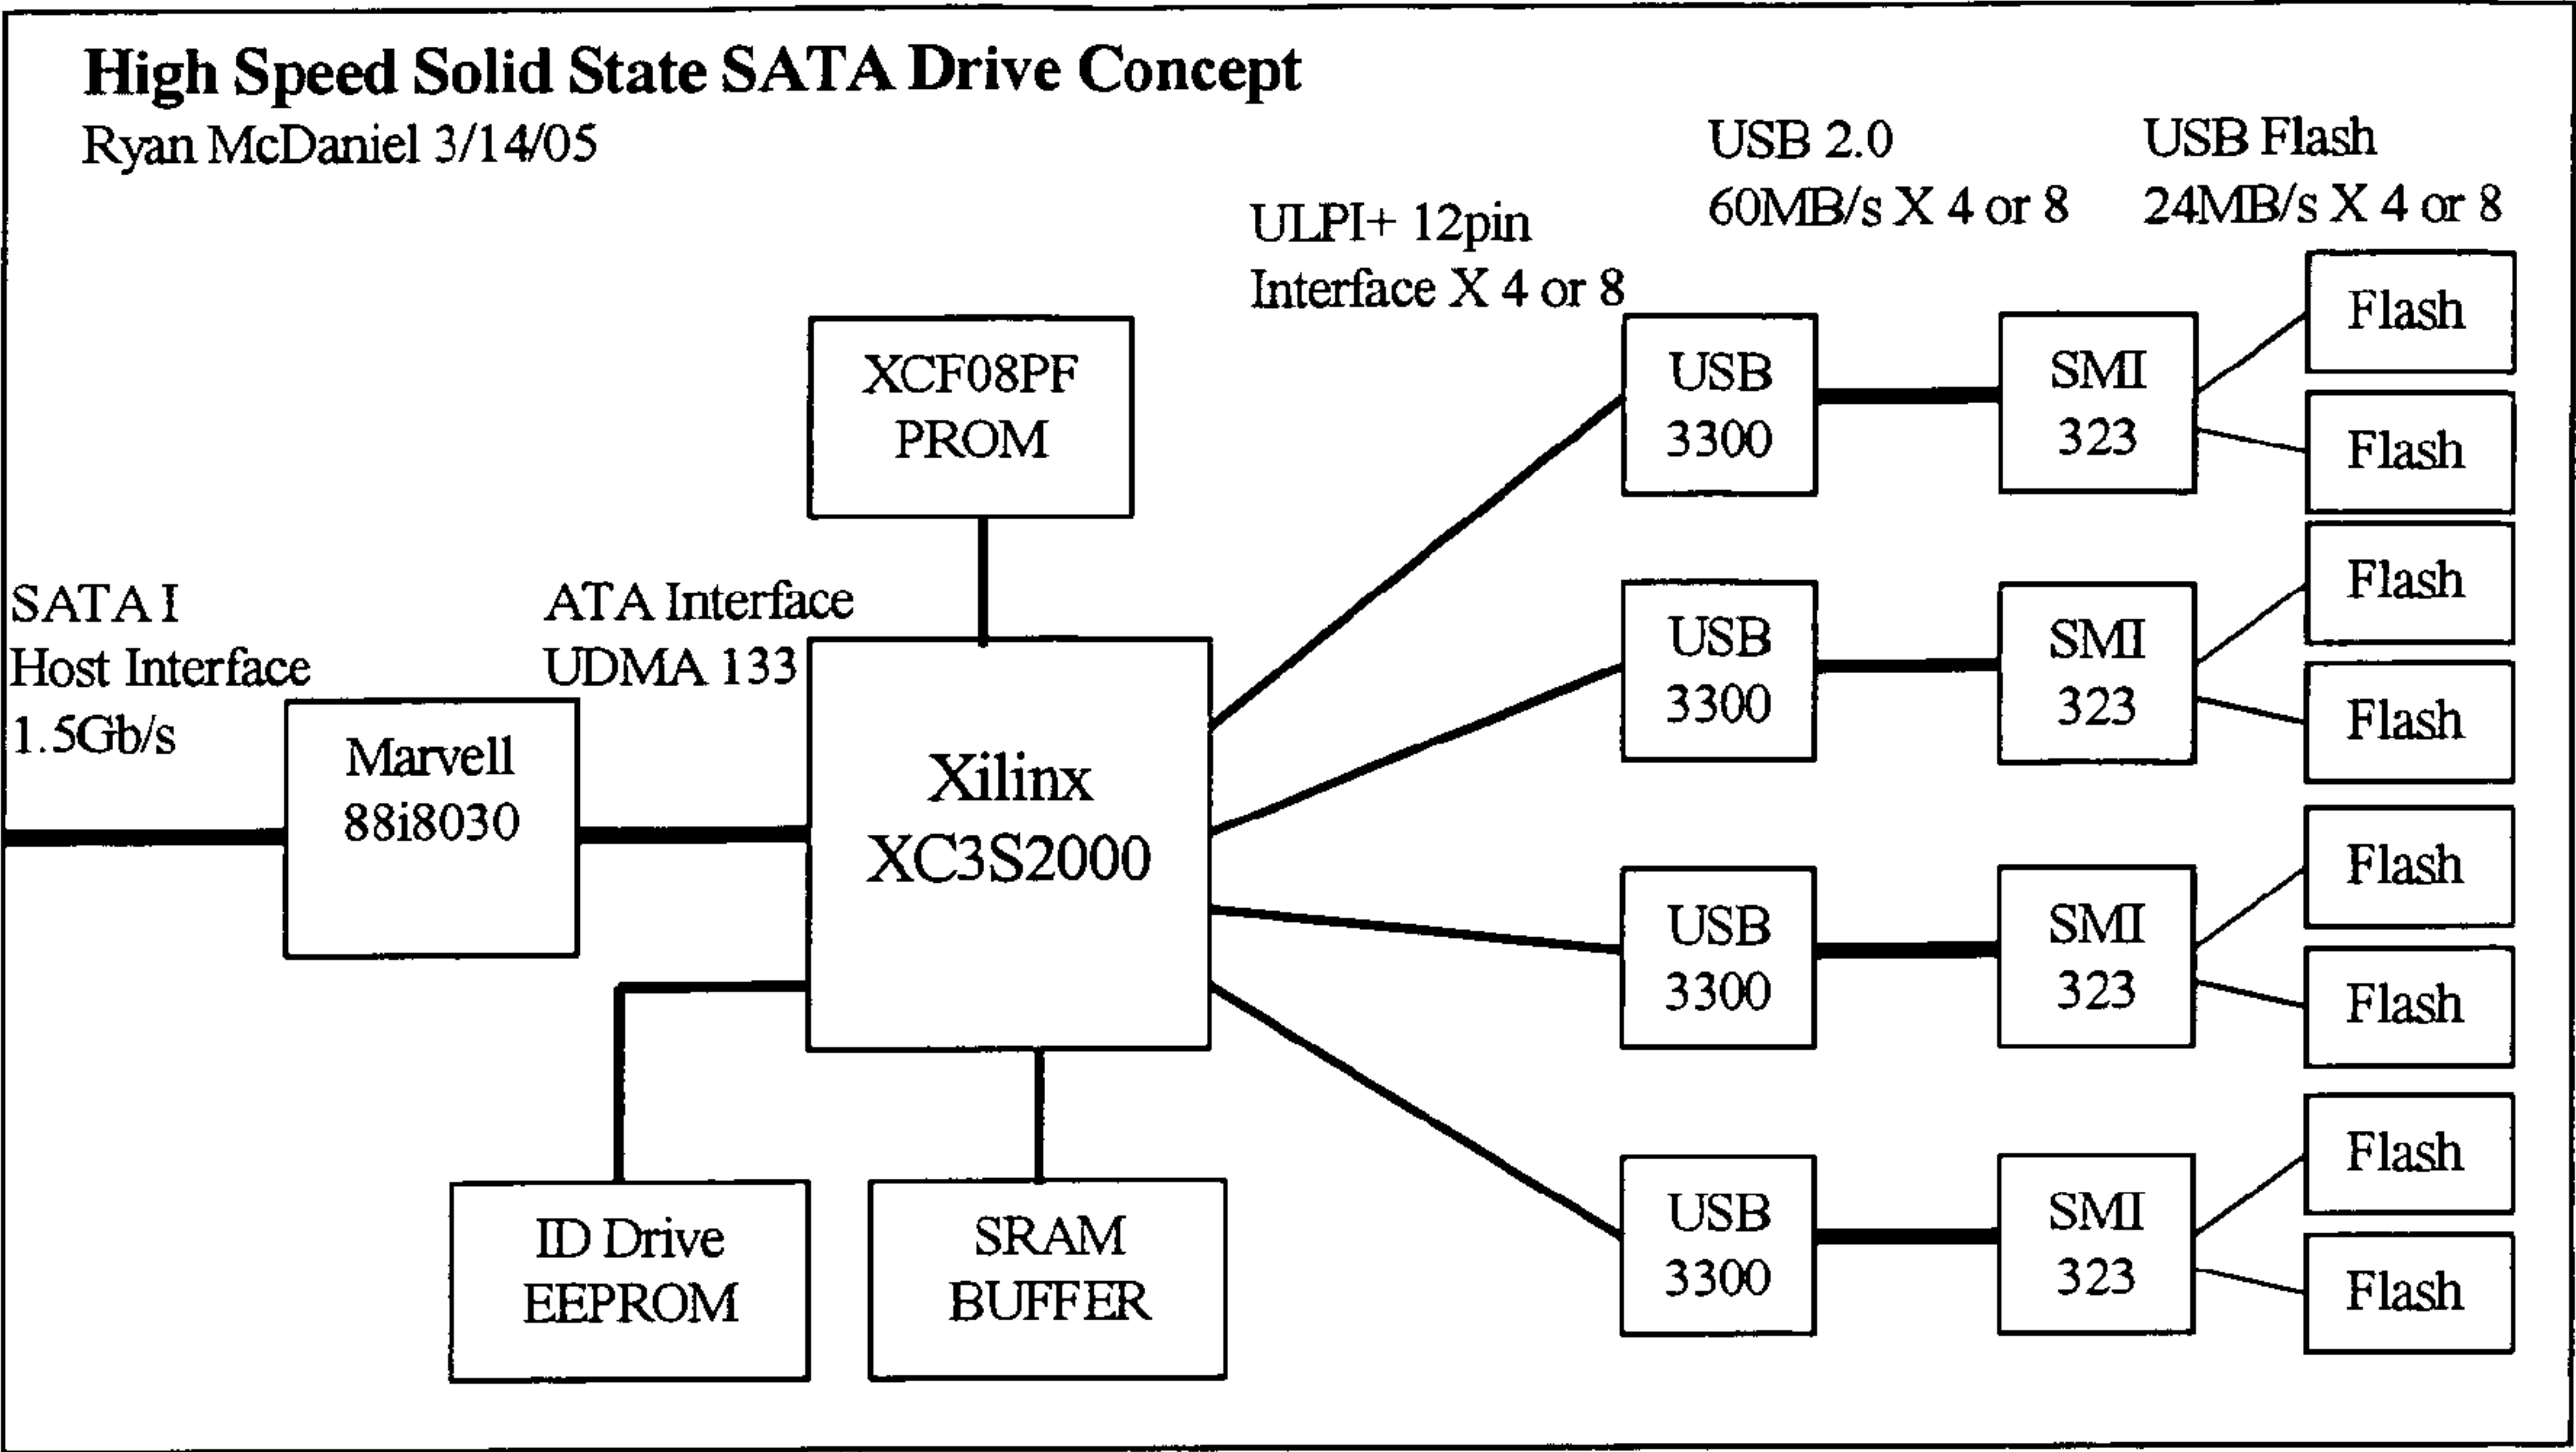 High Speed Solid State SATA Drive Concept
Ryan McDaniel 3/14/05
USB 2.0
60MB/s X 4 or 8
USB Flash
24MB/s X 4 or 8
ULPI+ 12pin
Interface X 4 or 8
XCF08PF
PROM
SATA I
Host Interface
1.5Gb/s
ATA Interface
UDMA 133
Marvell
88i8030
Xilinx
XC3S2000
ID Drive
EEPROM
SRAM
BUFFER
USB
3300
SMI
323
Flash
Flash
USB
3300
SMI
323
Flash
Flash
USB
3300
SMI
323
Flash
Flash
USB
3300
SMI
323
Flash
Flash